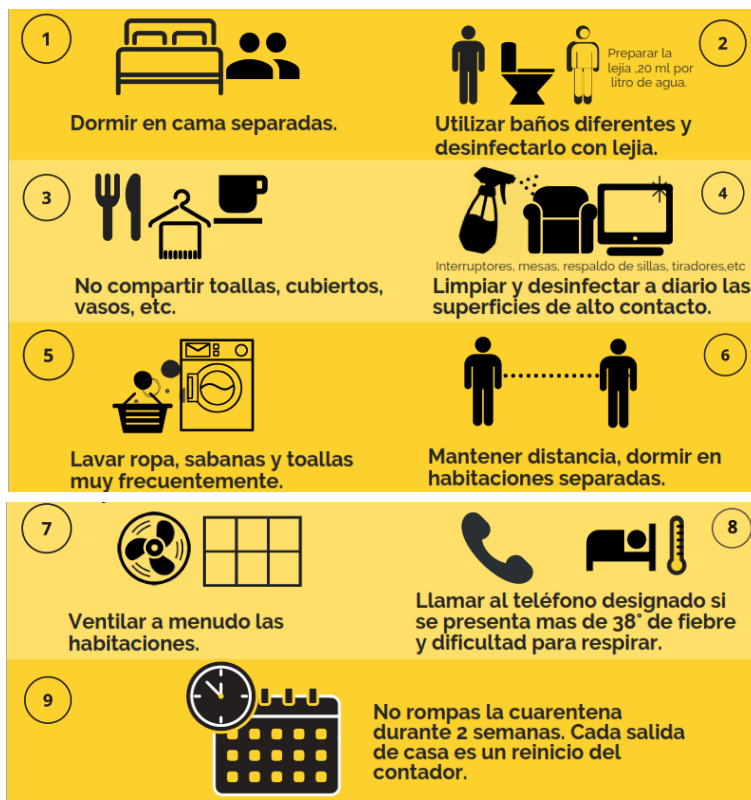 1
Dormir en cama separadas.
2
Preparar la
lejia ,20 ml por
litro de agua.
Utilizar baños diferentes y
desinfectarlo con lejia.
3
No compartir toallas, cubiertos,
vasos, etc.
4
Interruptores, mesas, respaldo de sillas, tiradores,etc
Limpiar y desinfectar a diario las
superficies de alto contacto.
5
Lavar ropa, sabanas y toallas
muy frecuentemente.
6
Mantener distancia, dormir en
habitaciones separadas.
7
Ventilar a menudo las
habitaciones.
8
Llamar al teléfono designado si
se presenta mas de 38° de fiebre
y dificultad para respirar.
9
No rompas la cuarentena
durante 2 semanas. Cada salida
de casa es un reinicio del
contador.